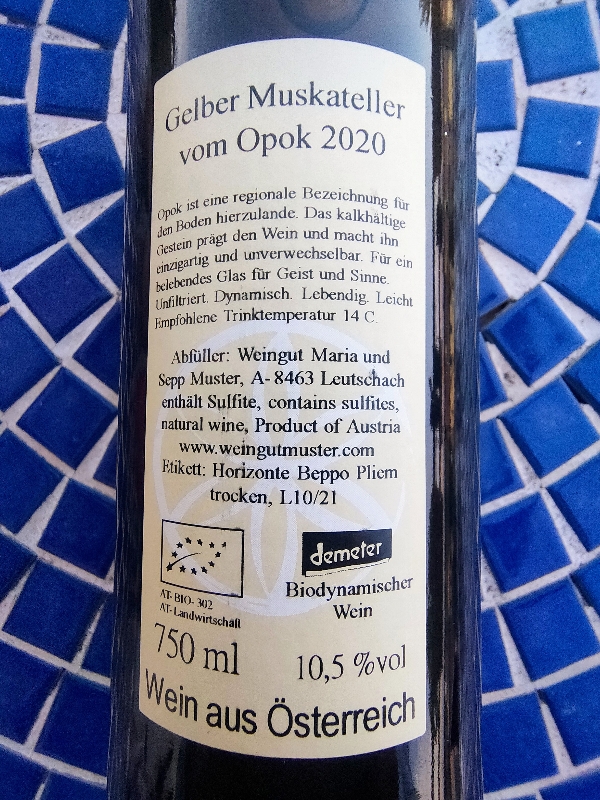 Gelber Muskateller
vom Opok 2020
Opok ist eine regionale Bezeichnung für
den Boden hierzulande. Das kalkhältige
Gestein prägt den Wein und macht ihn
einzigartig und unverwechselbar. Für ein
belebendes Glas für Geist und Sinne.
Unfiltriert. Dynamisch. Lebendig. Leicht
Empfohlene Trinktemperatur 14 C.
Abfüller: Weingut Maria und
Sepp Muster, A- 8463 Leutschach
enthält Sulfite, contains sulfites,
natural wine, Product of Austria
www.weingutmuster.com
Etikett: Horizonte Beppo Pliem
trocken, L10/21
demeter
AT- BIO- 302
AT- Landwirtschaft
Biodynamischer
Wein
750 ml
10,5 %vol
Wein aus Österreich